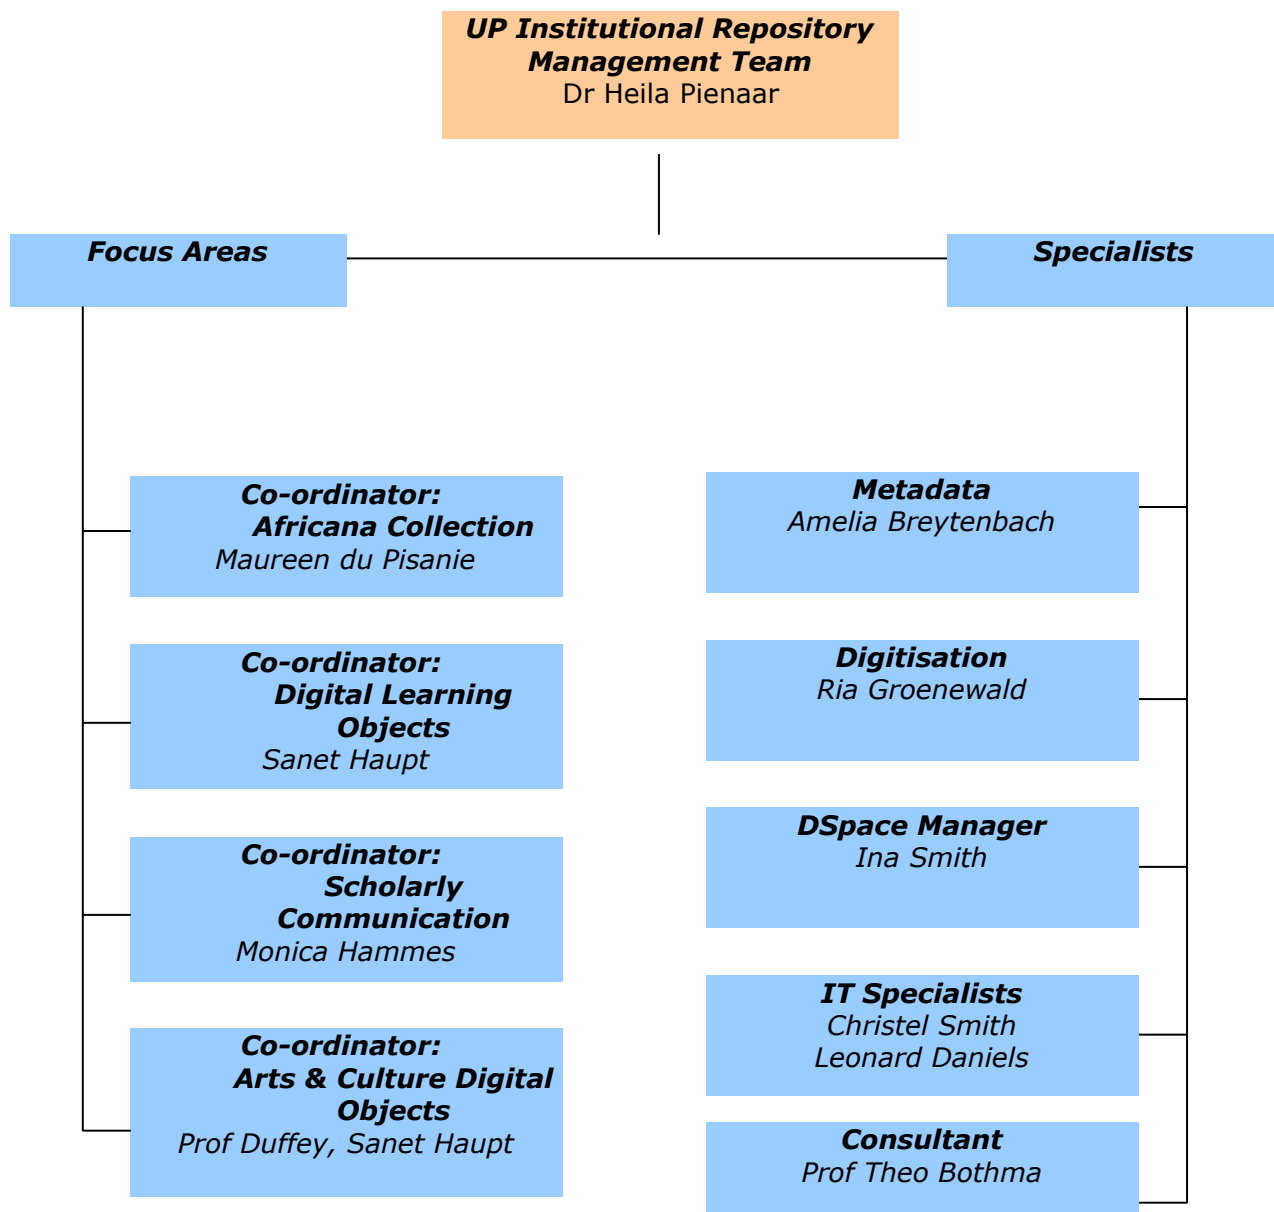 UP Institutional Repository
Management Team
Dr Heila Pienaar
Focus Areas
Specialists
Co-ordinator:
Africana Collection
Maureen du Pisanie
Co-ordinator:
Digital Learning
Objects
Sanet Haupt
Co-ordinator:
Scholarly
Communication
Monica Hammes
Co-ordinator:
Arts & Culture Digital
Objects
Prof Duffey, Sanet Haupt
Metadata
Amelia Breytenbach
Digitisation
Ria Groenewald
DSpace Manager
Ina Smith
IT Specialists
Christel Smith
Leonard Daniels
Consultant
Prof Theo Bothma